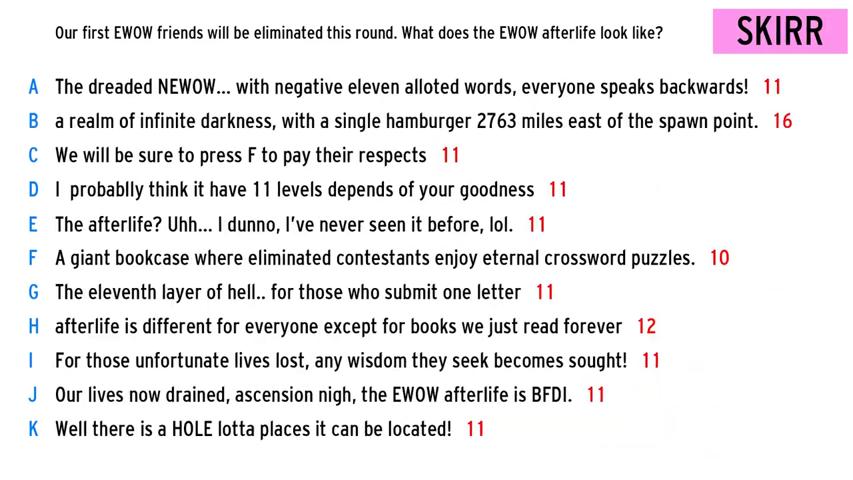 Our first EWOW friends will be eliminated this round. What does the EWOW afterlife look like?
SKIRR
A The dreaded NEWOW... with negative eleven alloted words, everyone speaks backwards! 11
B a realm of infinite darkness, with a single hamburger 2763 miles east of the spawn point. 16
C We will be sure to press F to pay their respects 11
D I probablly think it have 11 levels depends of your goodness 11
E The afterlife? Uhh... I dunno, I've never seen it before, lol. 11
F A giant bookcase where eliminated contestants enjoy eternal crossword puzzles. 10
G The eleventh layer of hell.. for those who submit one letter 11
H afterlife is different for everyone except for books we just read forever 12
I For those unfortunate lives lost, any wisdom they seek becomes sought! 11
J Our lives now drained, ascension nigh, the EWOW afterlife is BFDI. 11
K Well there is a HOLE lotta places it can be located! 11